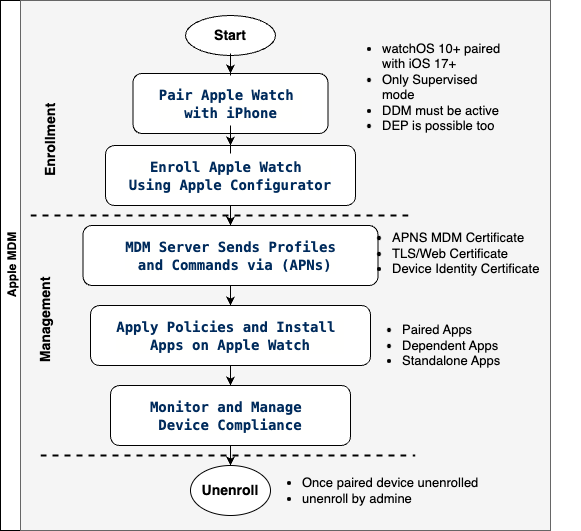 Start
watchOS 10+ paired
with iOS 17+
Only Supervised
mode
DDM must be active
DEP is possible too
Pair Apple Watch
with iPhone
Enrollment
Enroll Apple Watch
Using Apple Configurator
Apple MDM
MDM Server Sends Profiles
and Commands via (APNs)
APNS MDM Certificate
TLS/Web Certificate
Device Identity Certificate
Management
Apply Policies and Install
Apps on Apple Watch
Paired Apps
Dependent Apps
Standalone Apps
Monitor and Manage
Device Compliance
Unenroll
Once paired device unenrolled
unenroll by admine